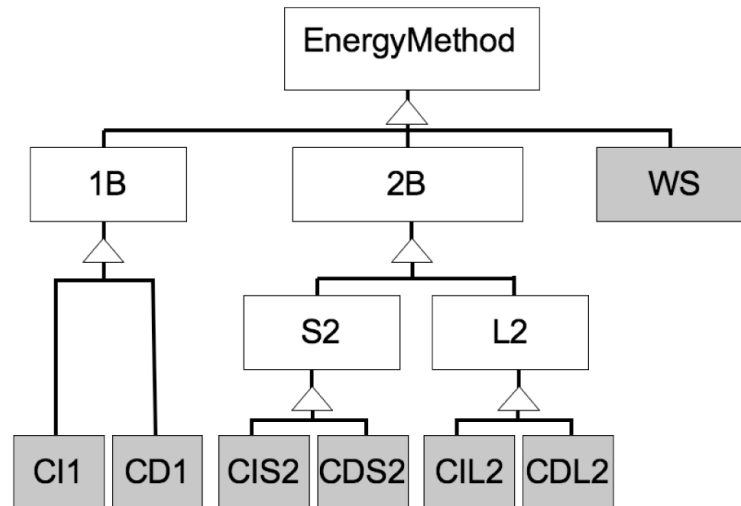 EnergyMethod
1B
2B
WS
S2
L2
CI1
CD1
CIS2
CDS2
CIL2
CDL2